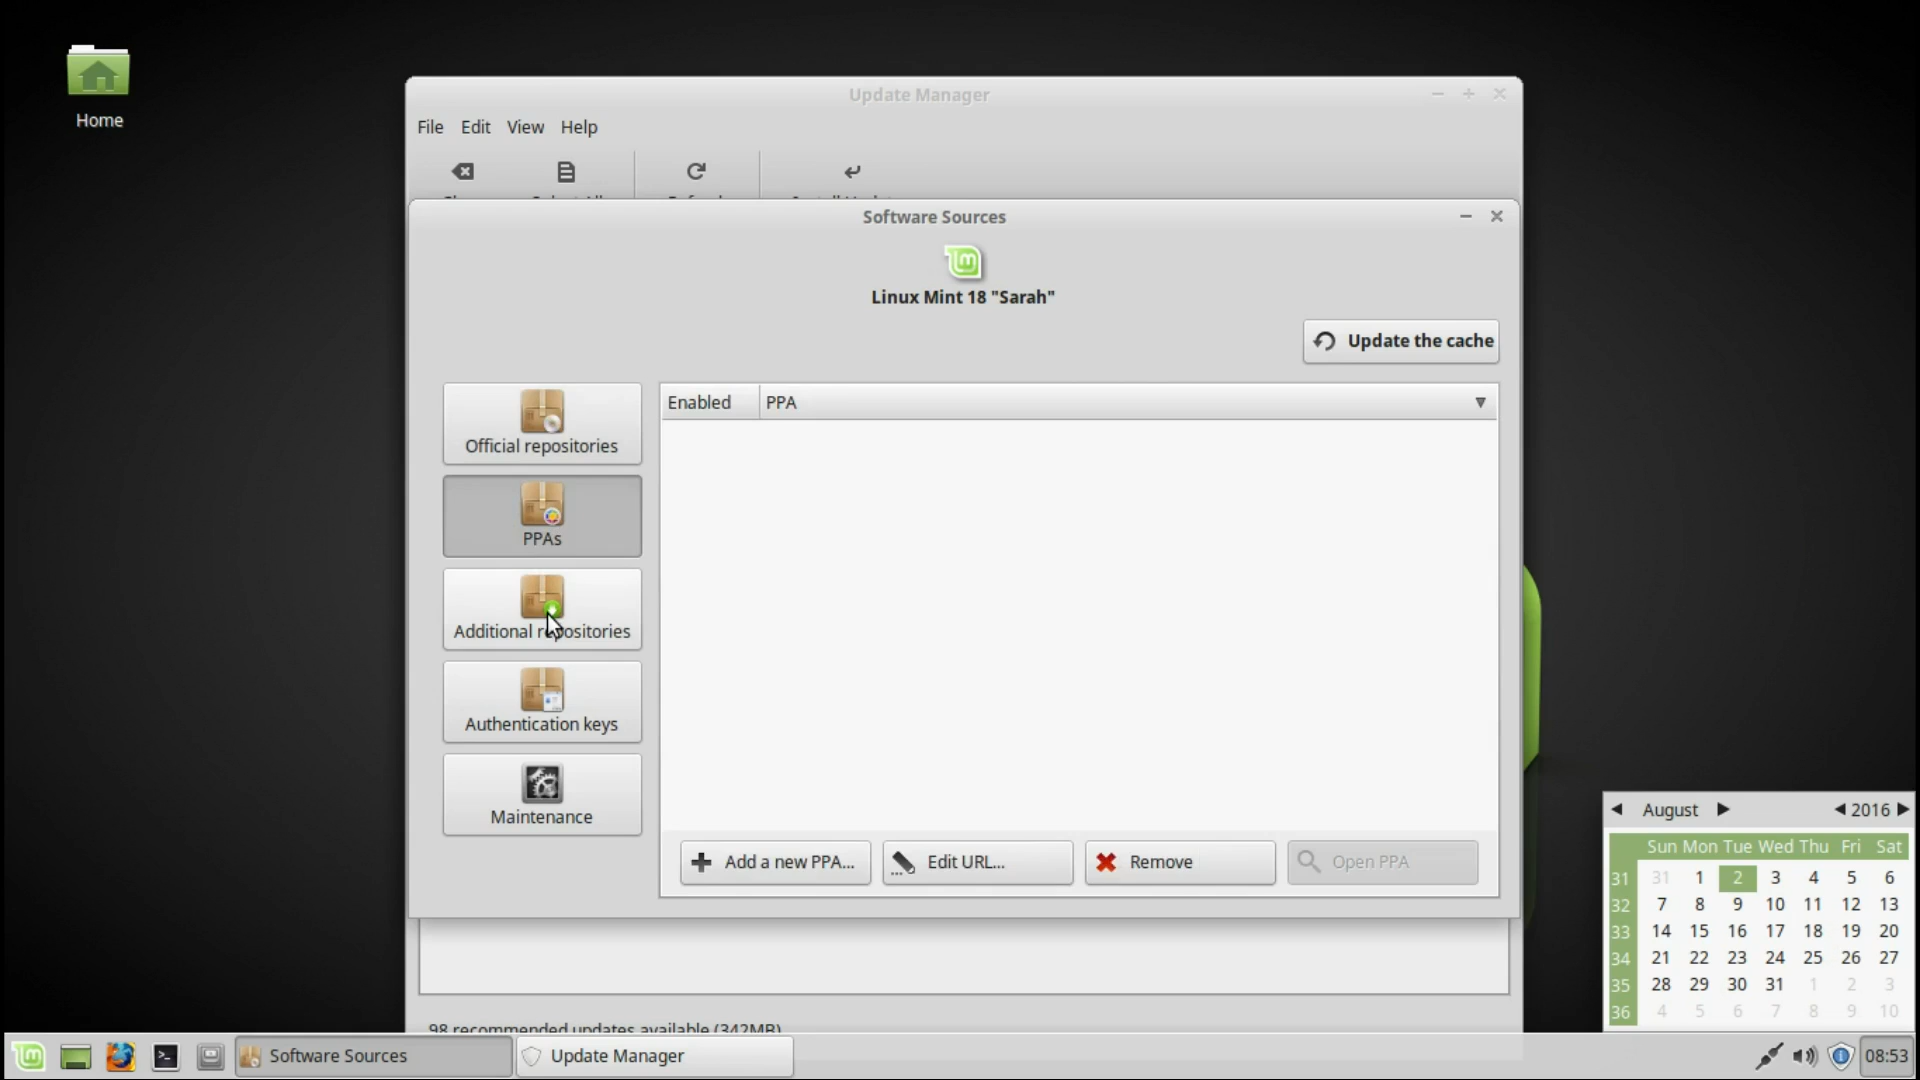 Home
Update Manager
File Edit View Help
Software Sources
Linux Mint 18 "Sarah"
Update the cache
Official repositories
PPAs
Additional repositories
Authentication keys
Maintenance
Enabled PPA
Add a new PPA...
Edit URL...
Remove
Open PPA
98 recommended updates available (342MB)
August 2016
Sun Mon Tue Wed Thu Fri Sat
31 31 1 2 3 4 5 6
32 7 8 9 10 11 12 13
33 14 15 16 17 18 19 20
34 21 22 23 24 25 26 27
35 28 29 30 31 1 2 3
36 4 5 6 7 8 9 10
Software Sources
Update Manager
08:53